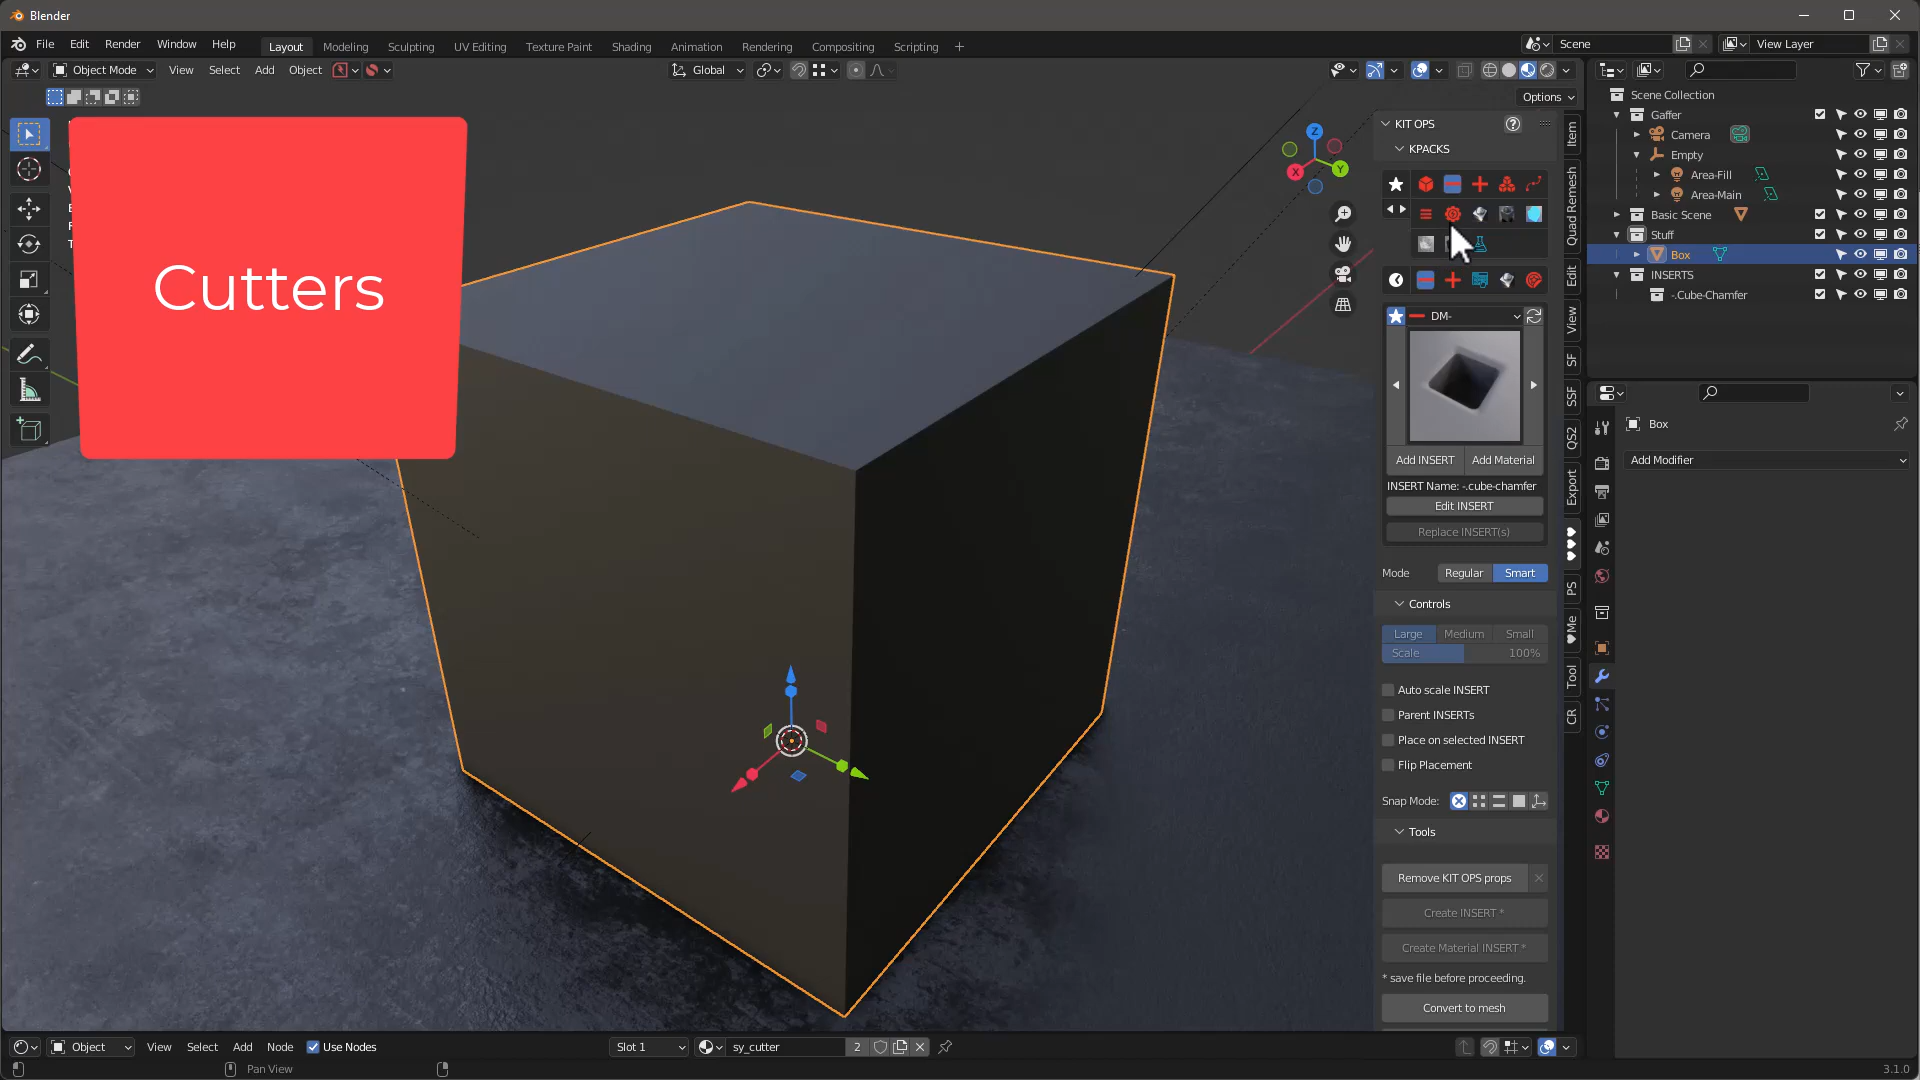 Blender
File Edit Render Window Help Layout Modeling Sculpting UV Editing Texture Paint Shading Animation Rendering Compositing Scripting + Scene View Layer
Object Mode View Select Add Object Global
Options
Cutters
Z
Y
X
KIT OPS
KPACKS
DM-
Add INSERT Add Material
INSERT Name: -.cube-chamfer
Edit INSERT
Replace INSERT(s)
Mode Regular Smart
Controls
Large Medium Small
Scale 100%
Auto scale INSERT
Parent INSERTs
Place on selected INSERT
Flip Placement
Snap Mode:
Tools
Remove KIT OPS props
Create INSERT *
Create Material INSERT *
* save file before proceeding.
Convert to mesh
Item
Quad Remesh
Edit
View
SF
SSF
QS2
Export
PS
Me
Tool
CR
Scene Collection
Gaffer
Camera
Empty
Area-Fill
Area-Main
Basic Scene
Stuff
Box
INSERTS
-.Cube-Chamfer
Box
Add Modifier
Object View Select Add Node Use Nodes Slot 1 sy_cutter 2
Pan View
3.1.0